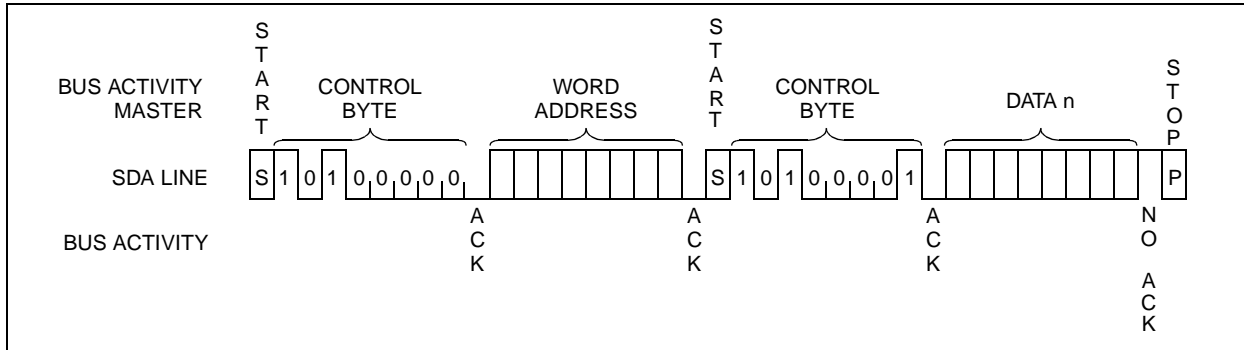 START
START
STOP
BUS ACTIVITY
MASTER
CONTROL
BYTE
WORD
ADDRESS
CONTROL
BYTE
DATA n
SDA LINE
S 1 0 1 0 0 0 0 0
S 1 0 1 0 0 0 0 1
P
BUS ACTIVITY
ACK
ACK
ACK
NO ACK